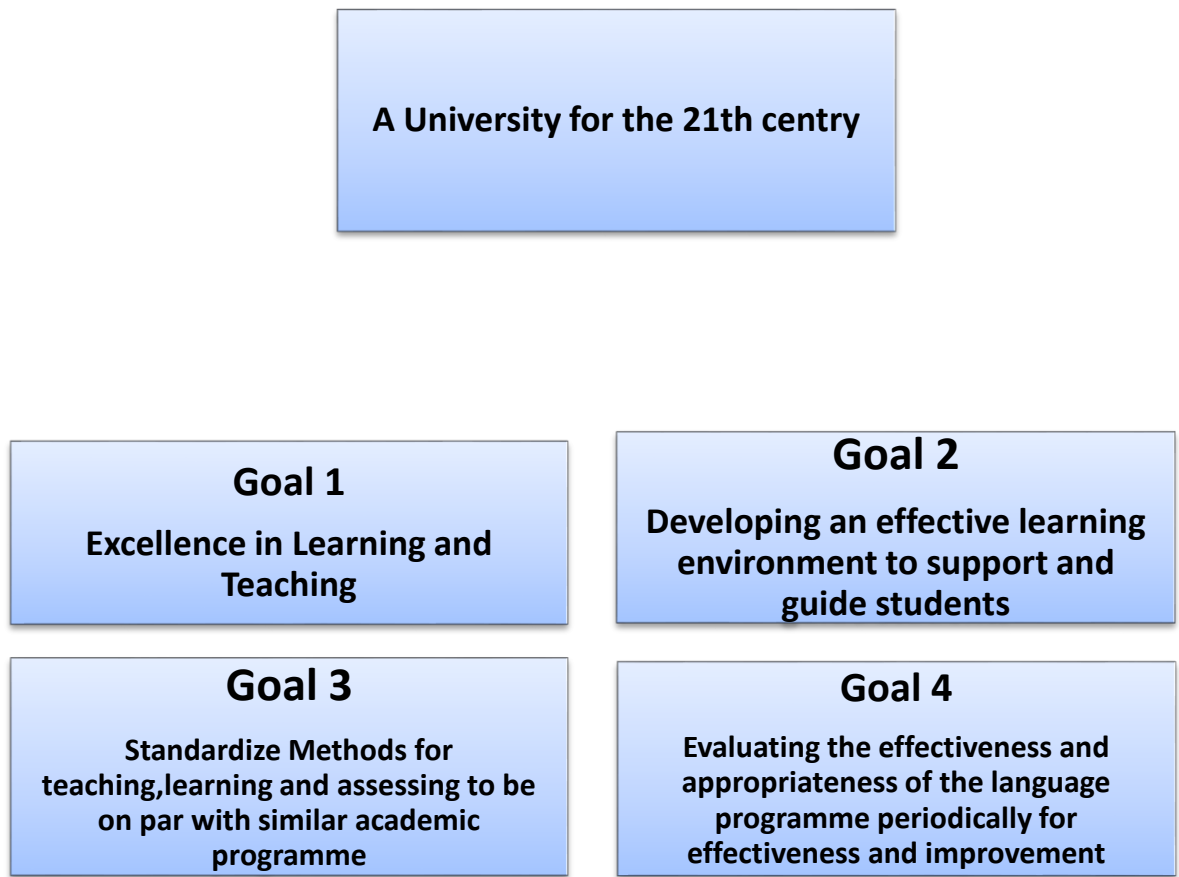 A University for the 21th centry
Goal 1
Excellence in Learning and
Teaching
Goal 2
Developing an effective learning
environment to support and
guide students
Goal 3
Standardize Methods for
teaching,learning and assessing to be
on par with similar academic
programme
Goal 4
Evaluating the effectiveness and
appropriateness of the language
programme periodically for
effectiveness and improvement